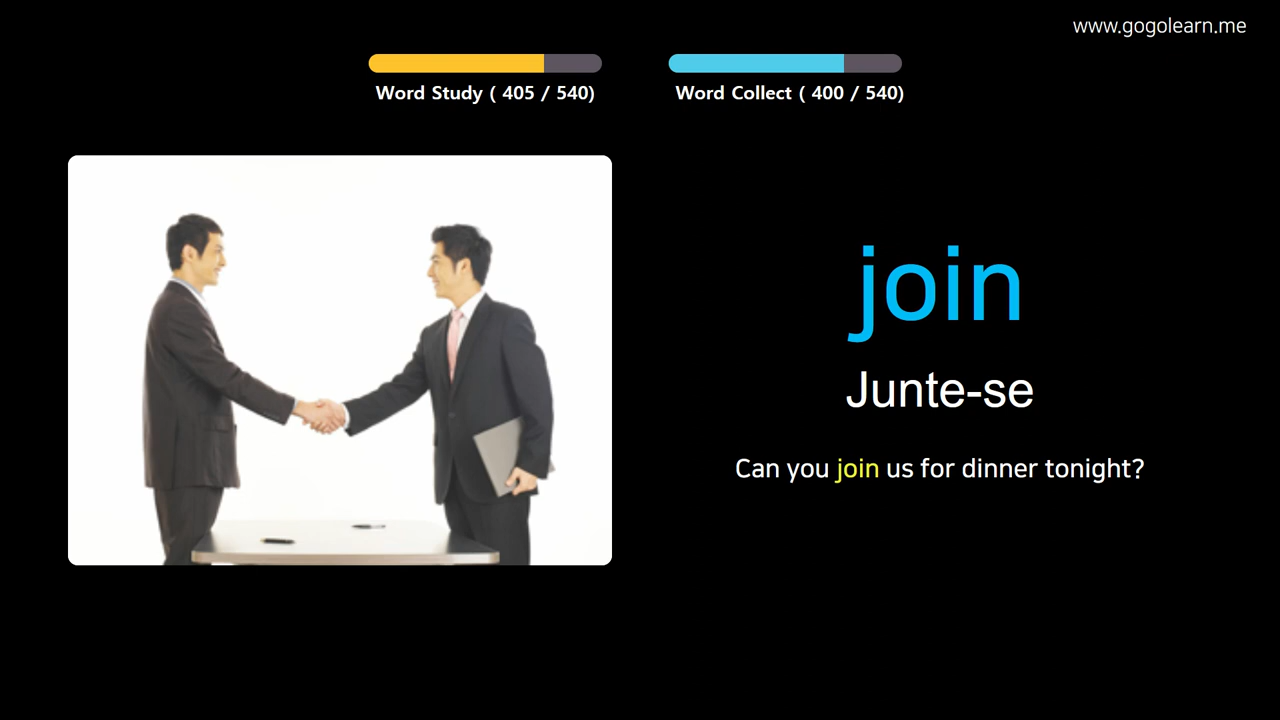 www.gogolearn.me
Word Study ( 405 / 540)
Word Collect ( 400 / 540)
join
Junte-se
Can you join us for dinner tonight?